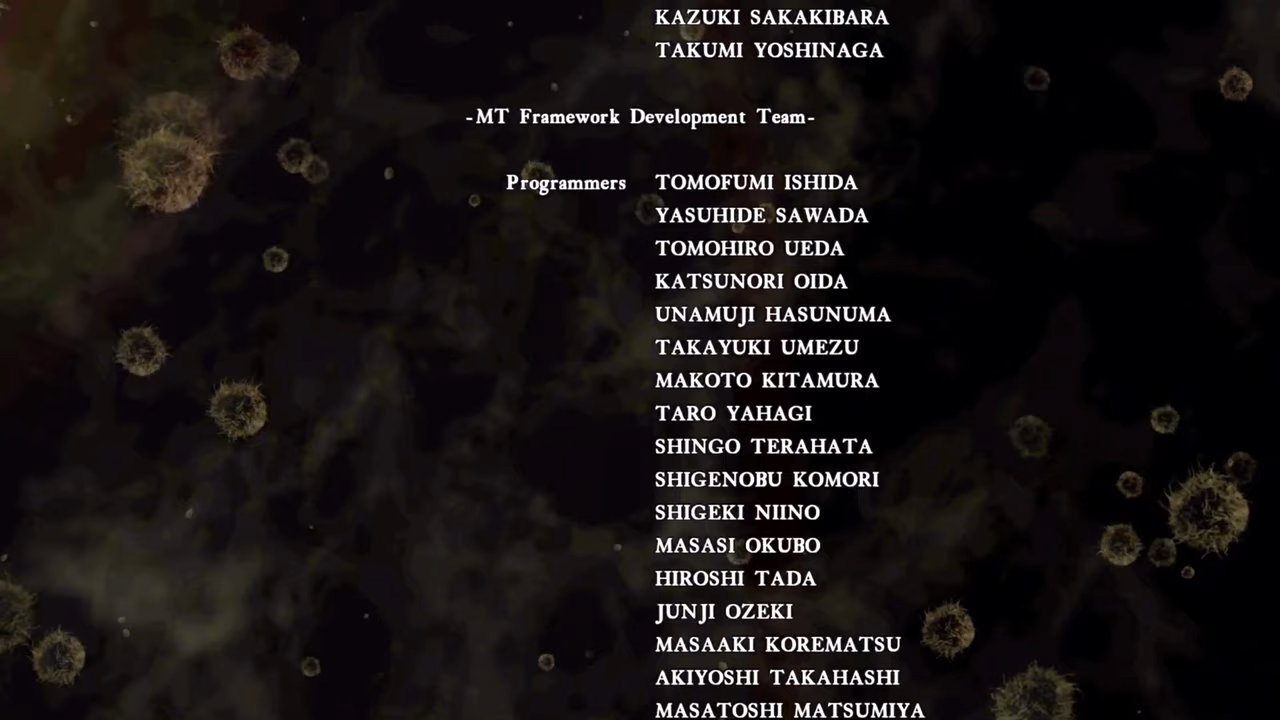 KAZUKI SAKAKIBARA
TAKUMI YOSHINAGA
-MT Framework Development Team-
Programmers TOMOFUMI ISHIDA
YASUHIDE SAWADA
TOMOHIRO UEDA
KATSUNORI OIDA
UNAMUJI HASUNUMA
TAKAYUKI UMEZU
MAKOTO KITAMURA
TARO YAHAGI
SHINGO TERAHATA
SHIGENOBU KOMORI
SHIGEKI NIINO
MASASI OKUBO
HIROSHI TADA
JUNJI OZEKI
MASAAKI KOREMATSU
AKIYOSHI TAKAHASHI
MASATOSHI MATSUMIYA